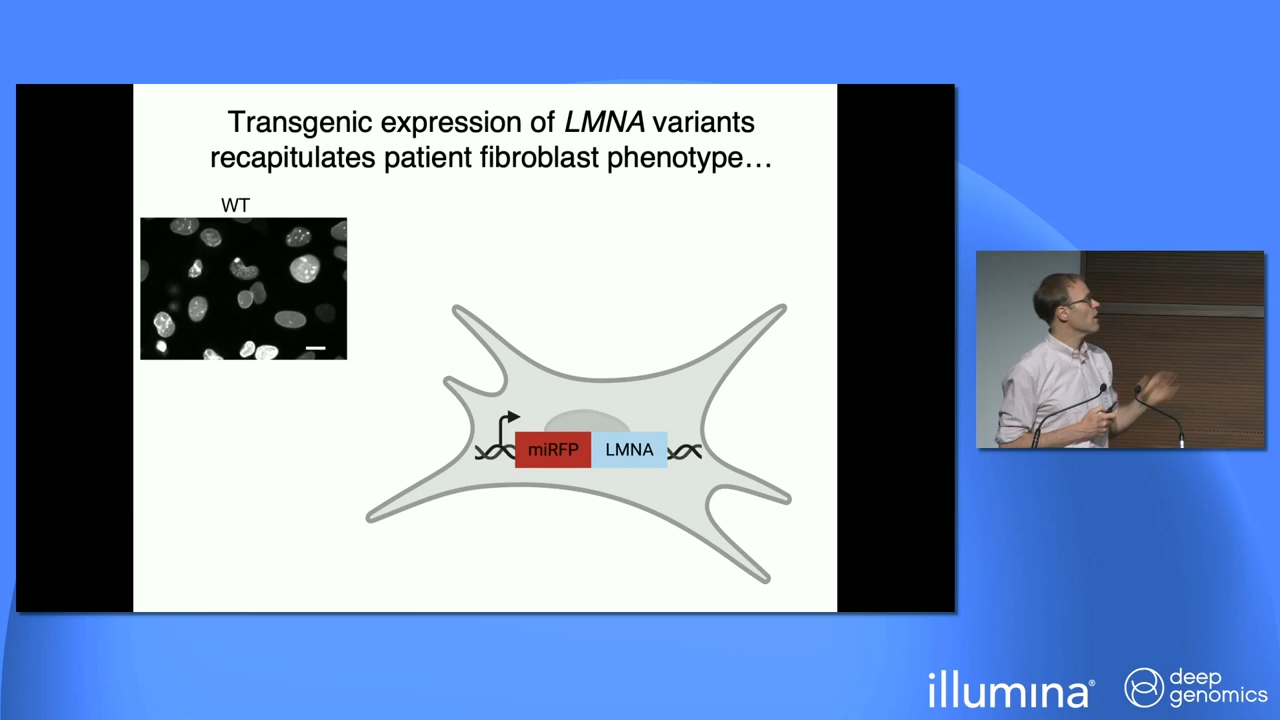 Transgenic expression of LMNA variants
recapitulates patient fibroblast phenotype…
WT
miRFP LMNA
illumina®
deep
genomics